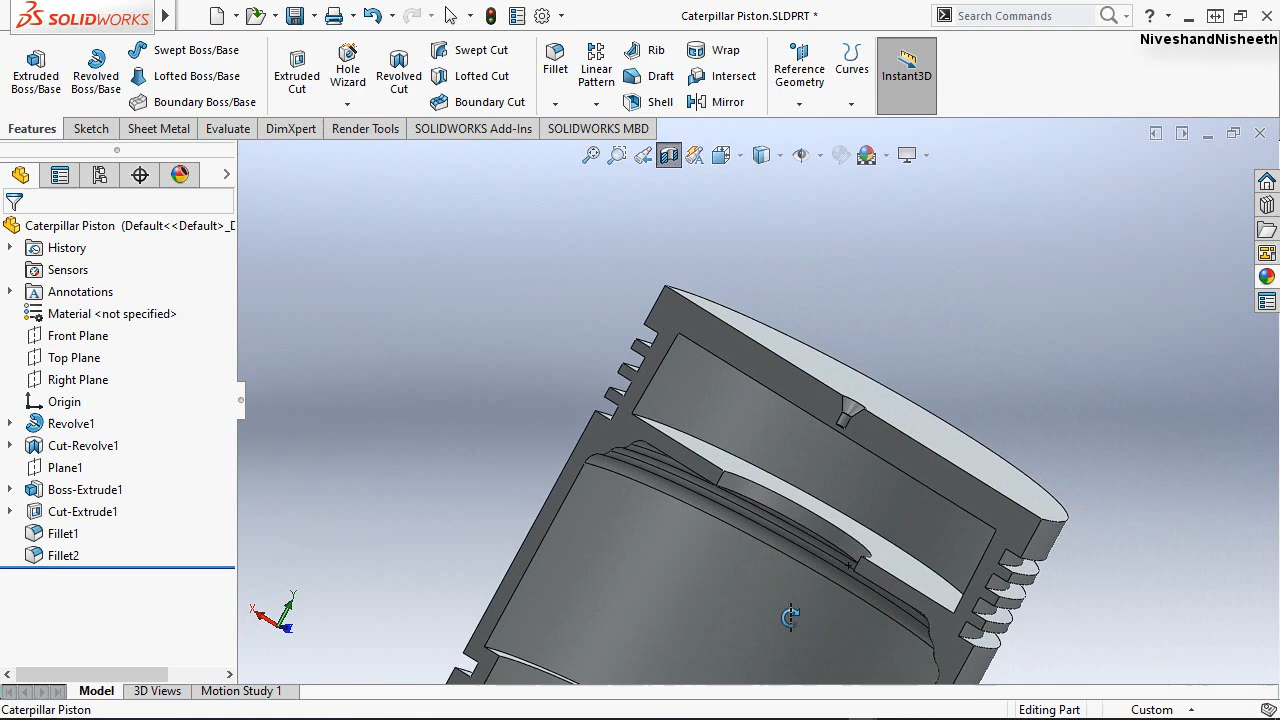 SOLIDWORKS
Caterpillar Piston.SLDPRT *
Search Commands
?
NiveshandNisheeth
Extruded Boss/Base
Revolved Boss/Base
Swept Boss/Base
Lofted Boss/Base
Boundary Boss/Base
Extruded Cut
Hole Wizard
Revolved Cut
Swept Cut
Lofted Cut
Boundary Cut
Fillet
Linear Pattern
Rib
Draft
Shell
Wrap
Intersect
Mirror
Reference Geometry
Curves
Instant3D
Features Sketch Sheet Metal Evaluate DimXpert Render Tools SOLIDWORKS Add-Ins SOLIDWORKS MBD
Caterpillar Piston (Default<<Default>_D
History
Sensors
A Annotations
Material <not specified>
Front Plane
Top Plane
Right Plane
Origin
Revolve1
Cut-Revolve1
Plane1
Boss-Extrude1
Cut-Extrude1
Fillet1
Fillet2
Y
X
Z
Model 3D Views Motion Study 1
Caterpillar Piston
Editing Part
Custom